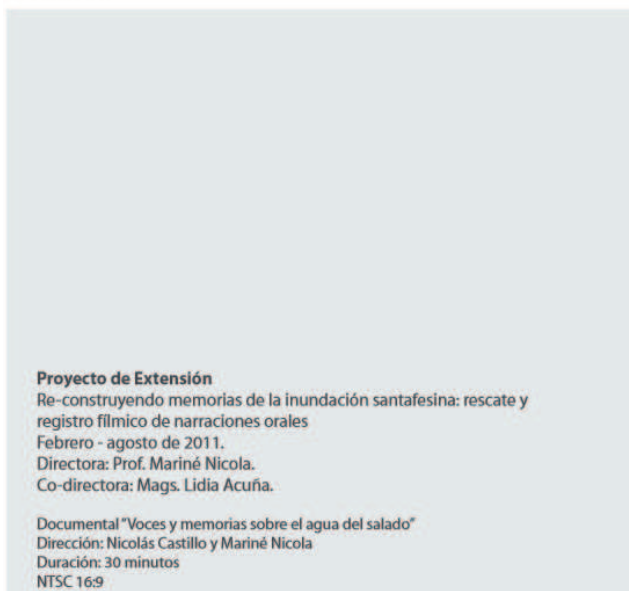 Proyecto de Extensión
Re-construyendo memorias de la inundación santafesina: rescate y
registro fílmico de narraciones orales
Febrero - agosto de 2011.
Directora: Prof. Mariné Nicola.
Co-directora: Mags. Lidia Acuña.
Documental "Voces y memorias sobre el agua del salado"
Dirección: Nicolás Castillo y Mariné Nicola
Duración: 30 minutos
NTSC 16:9